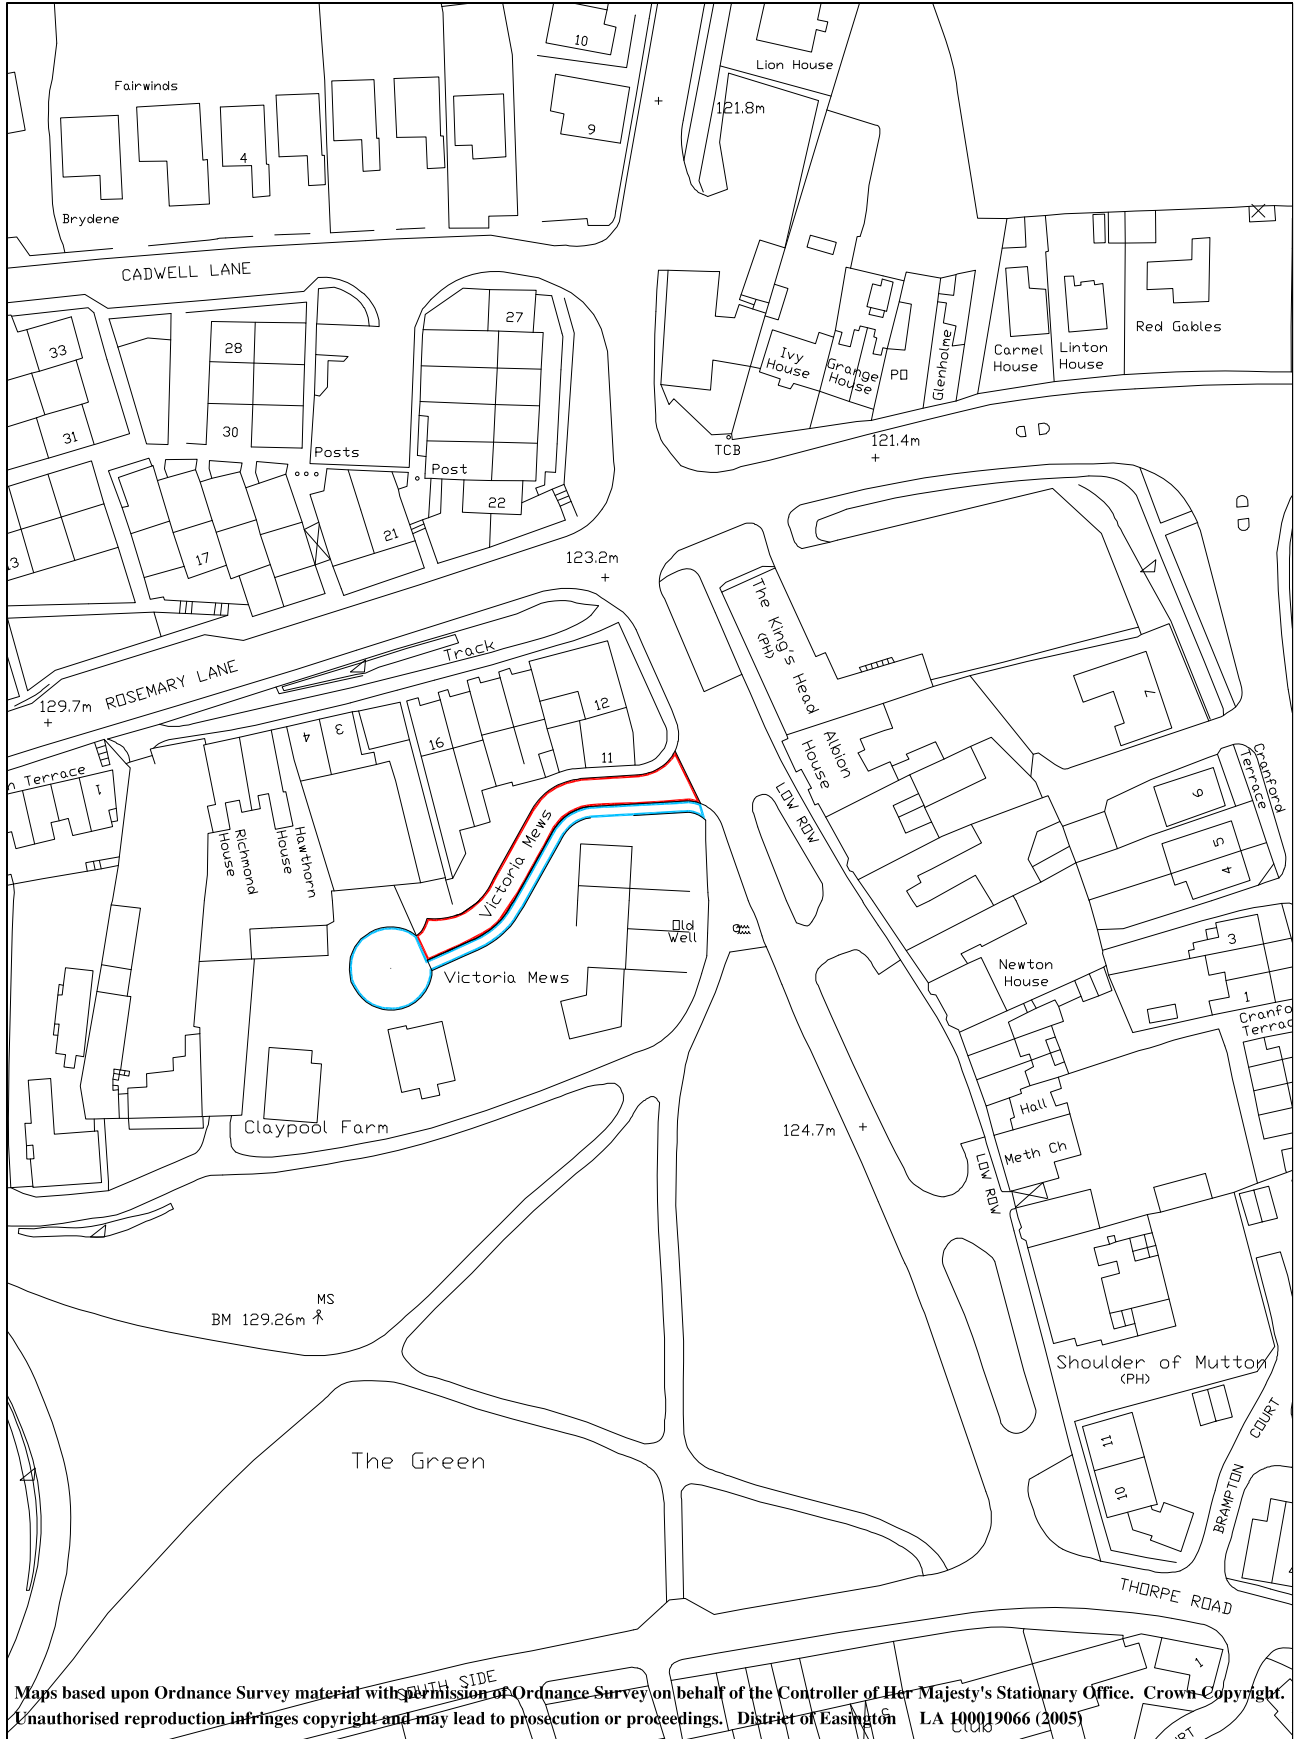 10
Lion House
Fairwinds
121.8m
9
4
Brydene
CADWELL LANE
27
33
28
Red Gables
Ivy
House
Grange
House
PO
Glenholme
Carmel
House
Linton
House
31
30
TCB
121.4m
Posts
Post
22
21
17
13
123.2m
The King's Head
(PH)
Track
ROSEMARY LANE
129.7m
7
12
16
3
4
11
Albion
House
n Terrace
1
LOW ROW
Cranford
Terrace
6
5
4
Victoria Mews
Richmond
House
Hawthorn
House
Old
Well
3
Newton
House
Victoria Mews
1
Cranfo
Terrac
Hall
Claypool Farm
124.7m
Meth Ch
LOW ROW
MS
BM 129.26m
Shoulder of Mutton
(PH)
COURT
11
The Green
10
BRAMPTON
THORPE ROAD
1
SOUTH SIDE
Maps based upon Ordnance Survey material with permission of Ordnance Survey on behalf of the Controller of Her Majesty's Stationary Office. Crown Copyright.
Unauthorised reproduction infringes copyright and may lead to prosecution or proceedings. District of Easington LA 100019066 (2005)
Club